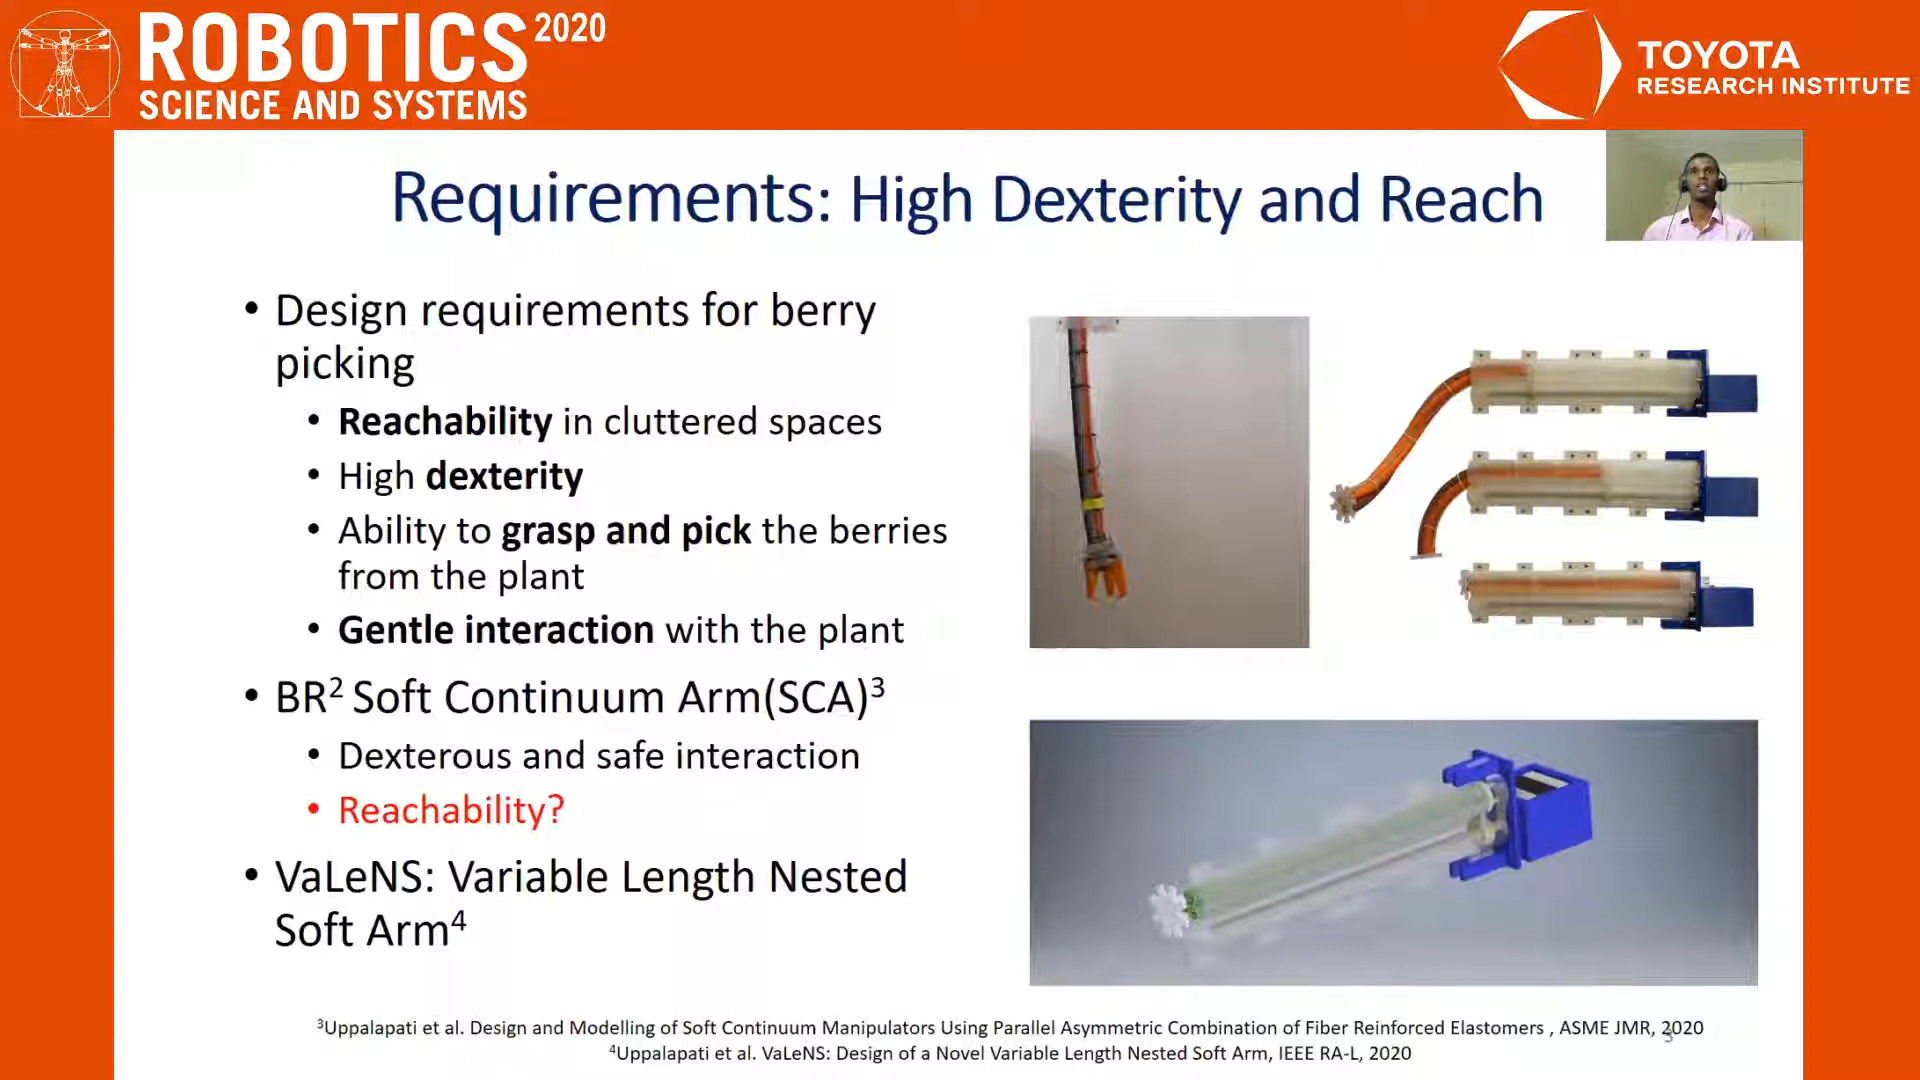 ROBOTICS 2020
SCIENCE AND SYSTEMS
TOYOTA
RESEARCH INSTITUTE
Requirements: High Dexterity and Reach
• Design requirements for berry
picking
• Reachability in cluttered spaces
• High dexterity
• Ability to grasp and pick the berries
from the plant
• Gentle interaction with the plant
• BR² Soft Continuum Arm(SCA)³
• Dexterous and safe interaction
• Reachability?
• VaLeNS: Variable Length Nested
Soft Arm⁴
³Uppalapati et al. Design and Modelling of Soft Continuum Manipulators Using Parallel Asymmetric Combination of Fiber Reinforced Elastomers , ASME JMR, 2020
⁴Uppalapati et al. VaLeNS: Design of a Novel Variable Length Nested Soft Arm, IEEE RA-L, 2020